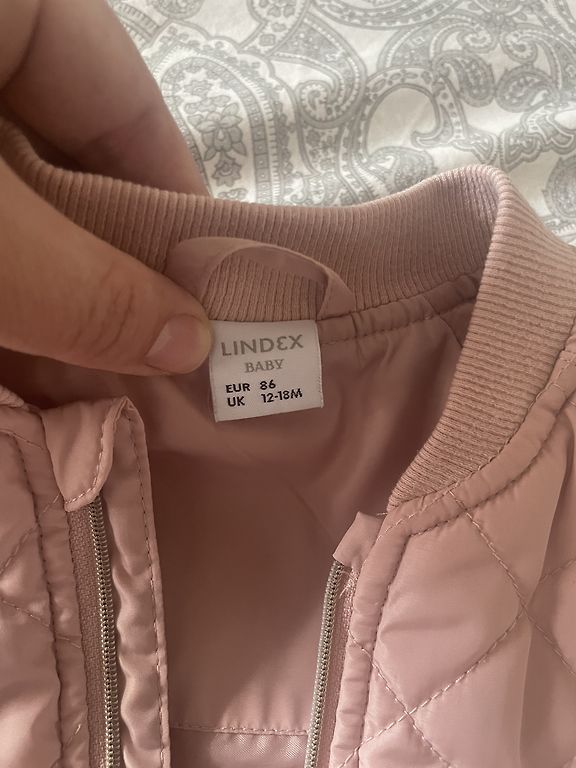 LINDEX
BABY
EUR 86
UK 12-18M